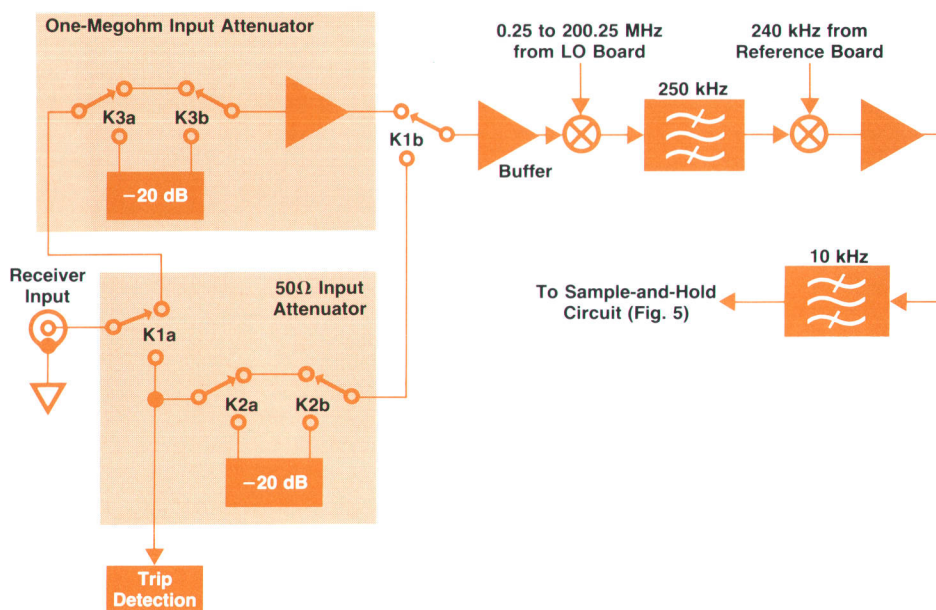 One-Megohm Input Attenuator
K3a
K3b
−20 dB
K1b
Buffer
0.25 to 200.25 MHz
from LO Board
250 kHz
240 kHz from
Reference Board
Receiver
Input
50Ω Input
Attenuator
K1a
K2a
K2b
−20 dB
Trip
Detection
10 kHz
To Sample-and-Hold
Circuit (Fig. 5)